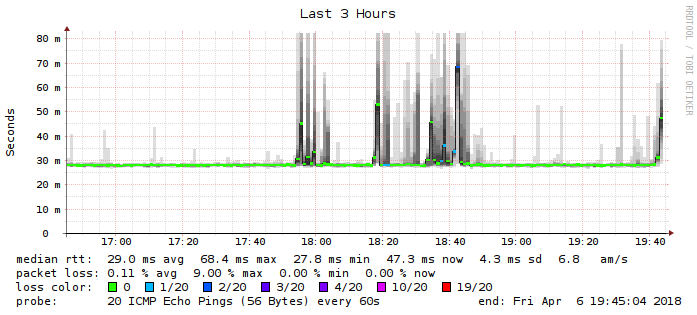 Last 3 Hours
RRDTOOL / TOBI OETIKER
Seconds
80 m
70 m
60 m
50 m
40 m
30 m
20 m
10 m
0
17:00 17:20 17:40 18:00 18:20 18:40 19:00 19:20 19:40
median rtt: 29.0 ms avg 68.4 ms max 27.8 ms min 47.3 ms now 4.3 ms sd 6.8 am/s
packet loss: 0.11 % avg 9.00 % max 0.00 % min 0.00 % now
loss color: 0 1/20 2/20 3/20 4/20 10/20 19/20
probe: 20 ICMP Echo Pings (56 Bytes) every 60s end: Fri Apr 6 19:45:04 2018